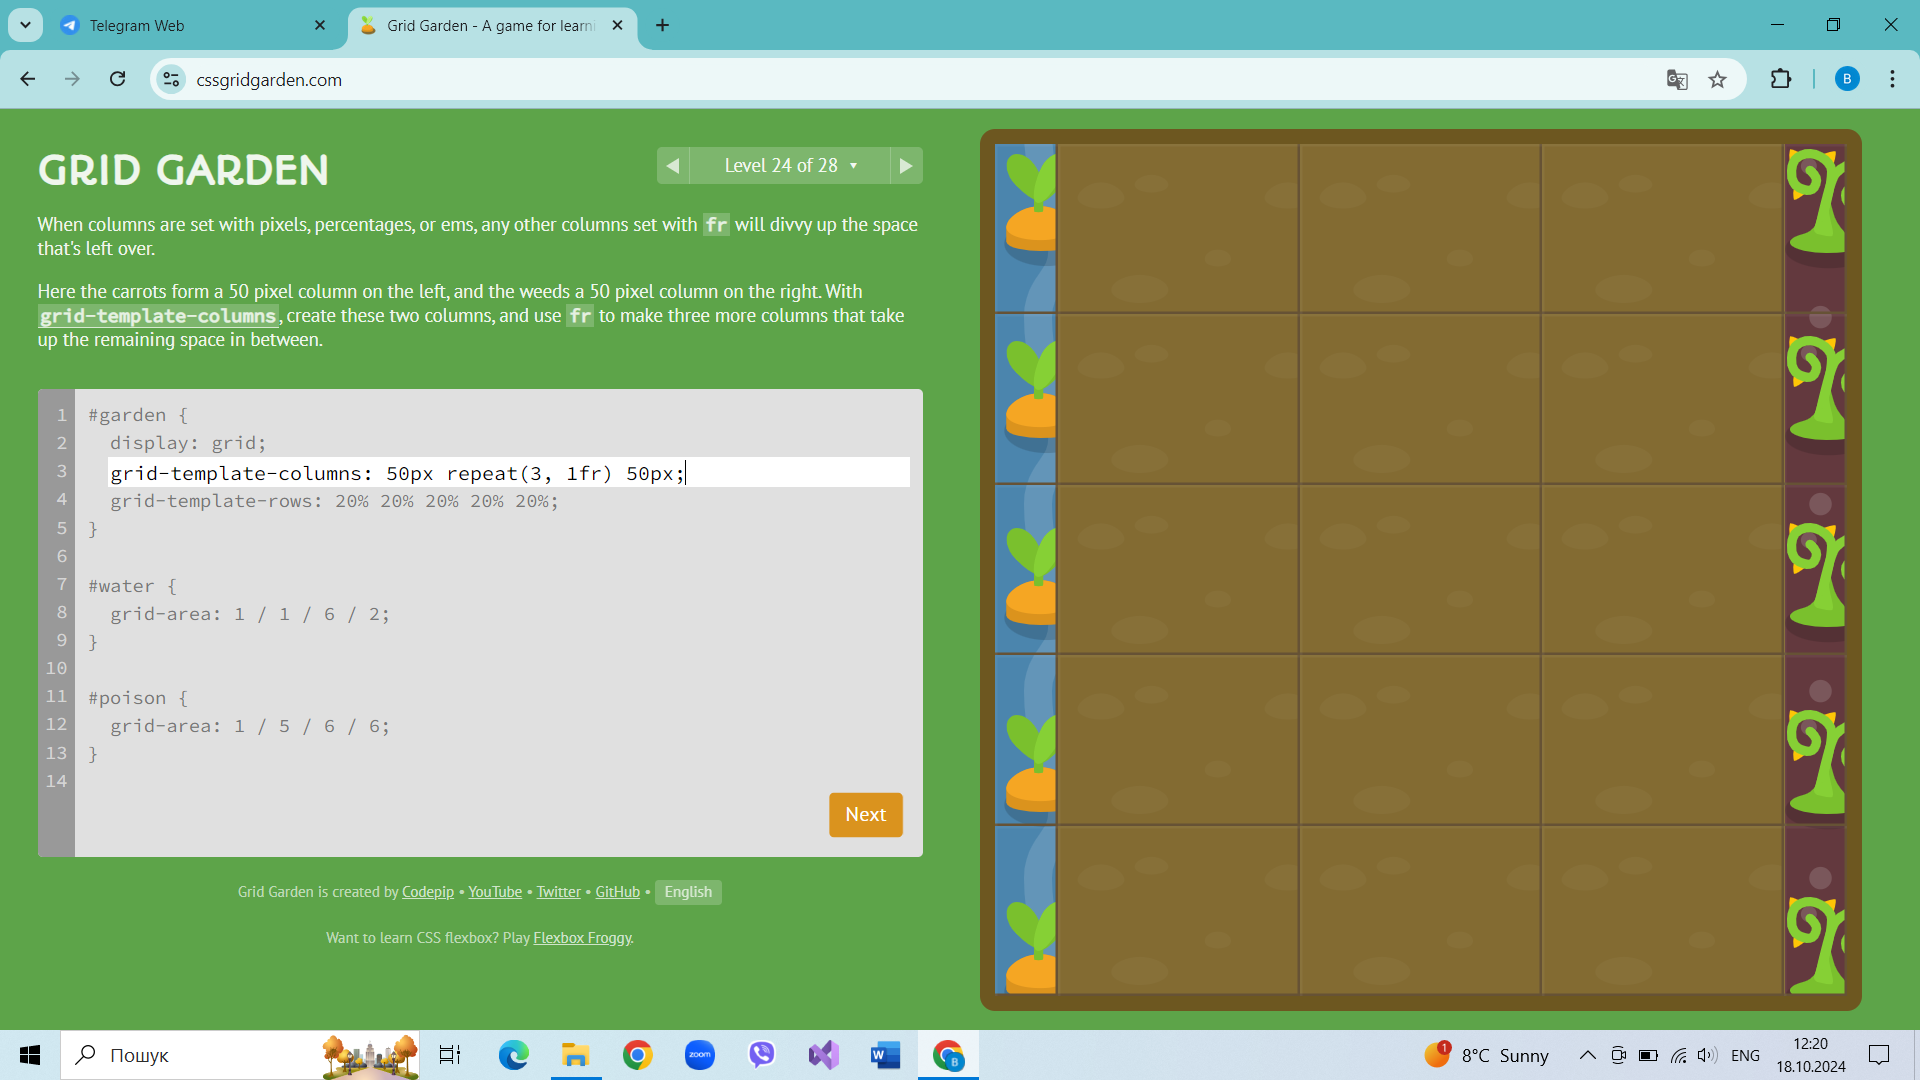 Telegram Web
Grid Garden - A game for learni
cssgridgarden.com
B
GRID GARDEN
Level 24 of 28
When columns are set with pixels, percentages, or ems, any other columns set with fr will divvy up the space
that's left over.
Here the carrots form a 50 pixel column on the left, and the weeds a 50 pixel column on the right. With
grid-template-columns, create these two columns, and use fr to make three more columns that take
up the remaining space in between.
1 #garden {
2 display: grid;
3 grid-template-columns: 50px repeat(3, 1fr) 50px;
4 grid-template-rows: 20% 20% 20% 20% 20%;
5 }
6
7 #water {
8 grid-area: 1 / 1 / 6 / 2;
9 }
10
11 #poison {
12 grid-area: 1 / 5 / 6 / 6;
13 }
14
Next
Grid Garden is created by Codepip • YouTube • Twitter • GitHub • English
Want to learn CSS flexbox? Play Flexbox Froggy.
Пошук
zoom
W
B
1
8°C Sunny
ENG
12:20
18.10.2024